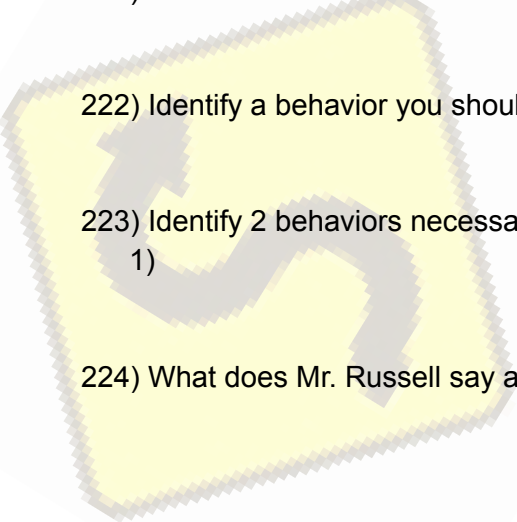 )
222) Identify a behavior you shoul
223) Identify 2 behaviors necessa
1)
224) What does Mr. Russell say a